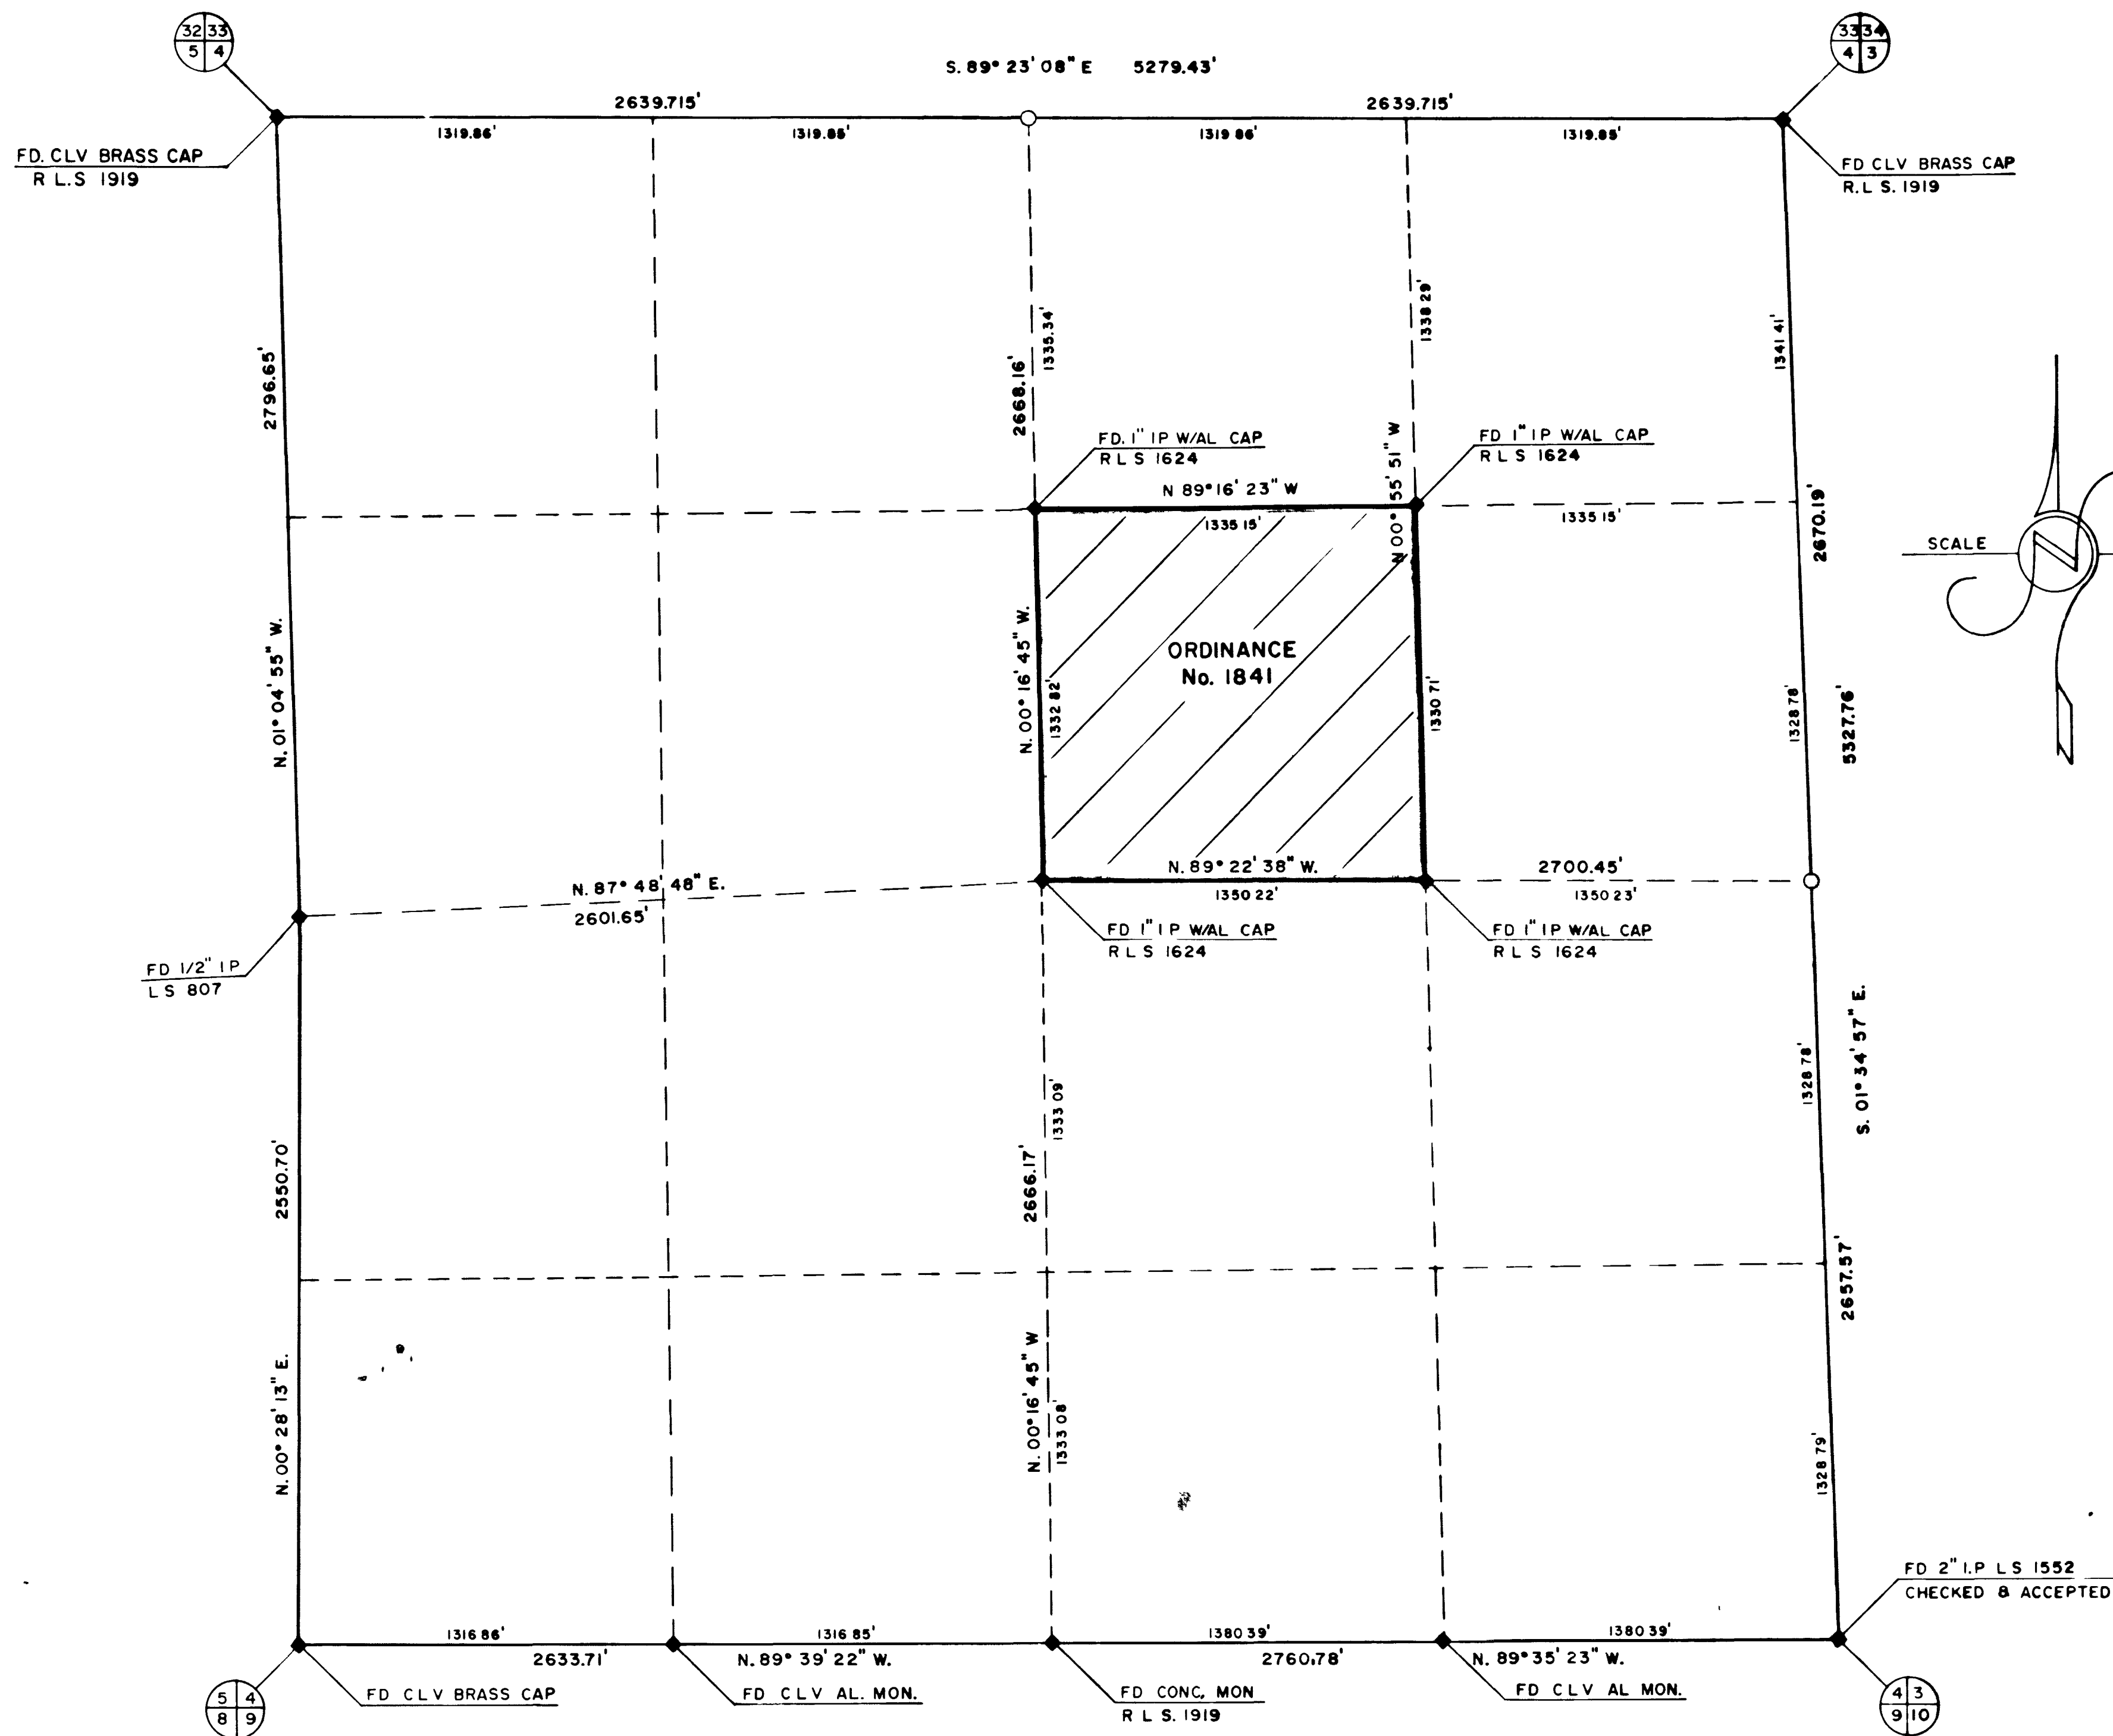 32 33
5 4
33 34
4 3
S. 89° 23' 08" E 5279.43'
2639.715'
2639.715'
1319.86'
1319.85'
1319 86'
1319.85'
FD. CLV BRASS CAP
R L.S 1919
FD CLV BRASS CAP
R.L S. 1919
2796.65'
N. 01° 04' 55" W.
2668.16'
1335.34'
1338 29'
1341 41'
FD. 1" IP W/AL CAP
R L S 1624
FD 1" IP W/AL CAP
R L S 1624
N 89° 16' 23" W
1335 15'
N 00° 55' 51" W
1335 15'
2670.19'
SCALE
N
ORDINANCE
No. 1841
N. 00° 16' 45" W.
1332 82'
1330 71'
1328 78'
5327.76'
N. 87° 48' 48" E.
2601.65'
N. 89° 22' 38" W.
1350 22'
2700.45'
1350 23'
FD 1" IP W/AL CAP
R L S 1624
FD 1" IP W/AL CAP
R L S 1624
FD 1/2" IP
L S 807
2550.70'
N. 00° 28' 13" E.
1333 09'
2666.17'
N. 00° 16' 45" W
1333 08'
1328 78'
S. 01° 34' 57" E.
2657.57'
1328 79'
FD 2" I.P L S 1552
CHECKED & ACCEPTED
1316 86'
1316 85'
1380 39'
1380 39'
2633.71'
N. 89° 39' 22" W.
2760.78'
N. 89° 35' 23" W.
FD CLV BRASS CAP
FD CLV AL. MON.
FD CONC, MON
R L S. 1919
FD CLV AL MON.
5 4
8 9
4 3
9 10